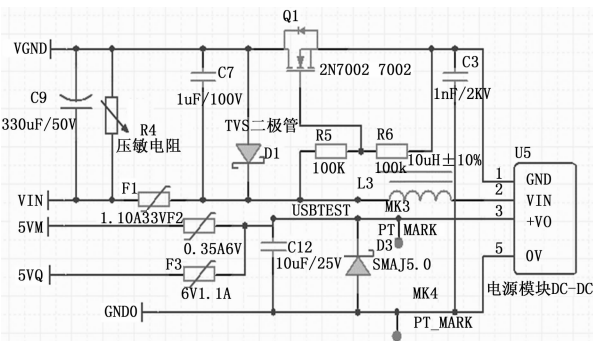 Q1
VGND
C7
2N7002 7002
C3
C9
1uF/100V
1nF/2KV
330uF/50V
R4
压敏电阻
TVS二极管
R5
R6
D1
100K
100k
10uH±10%
U5
F1
L3
1
GND
VIN
2
VIN
1.10A33VF2
USBTEST
MK3
3
+VO
5VM
PT_MARK
0.35A6V
C12
10uF/25V
D3
SMAJ5.0
5
0V
5VQ
F3
6V1.1A
MK4
电源模块DC-DC
GND0
PT_MARK